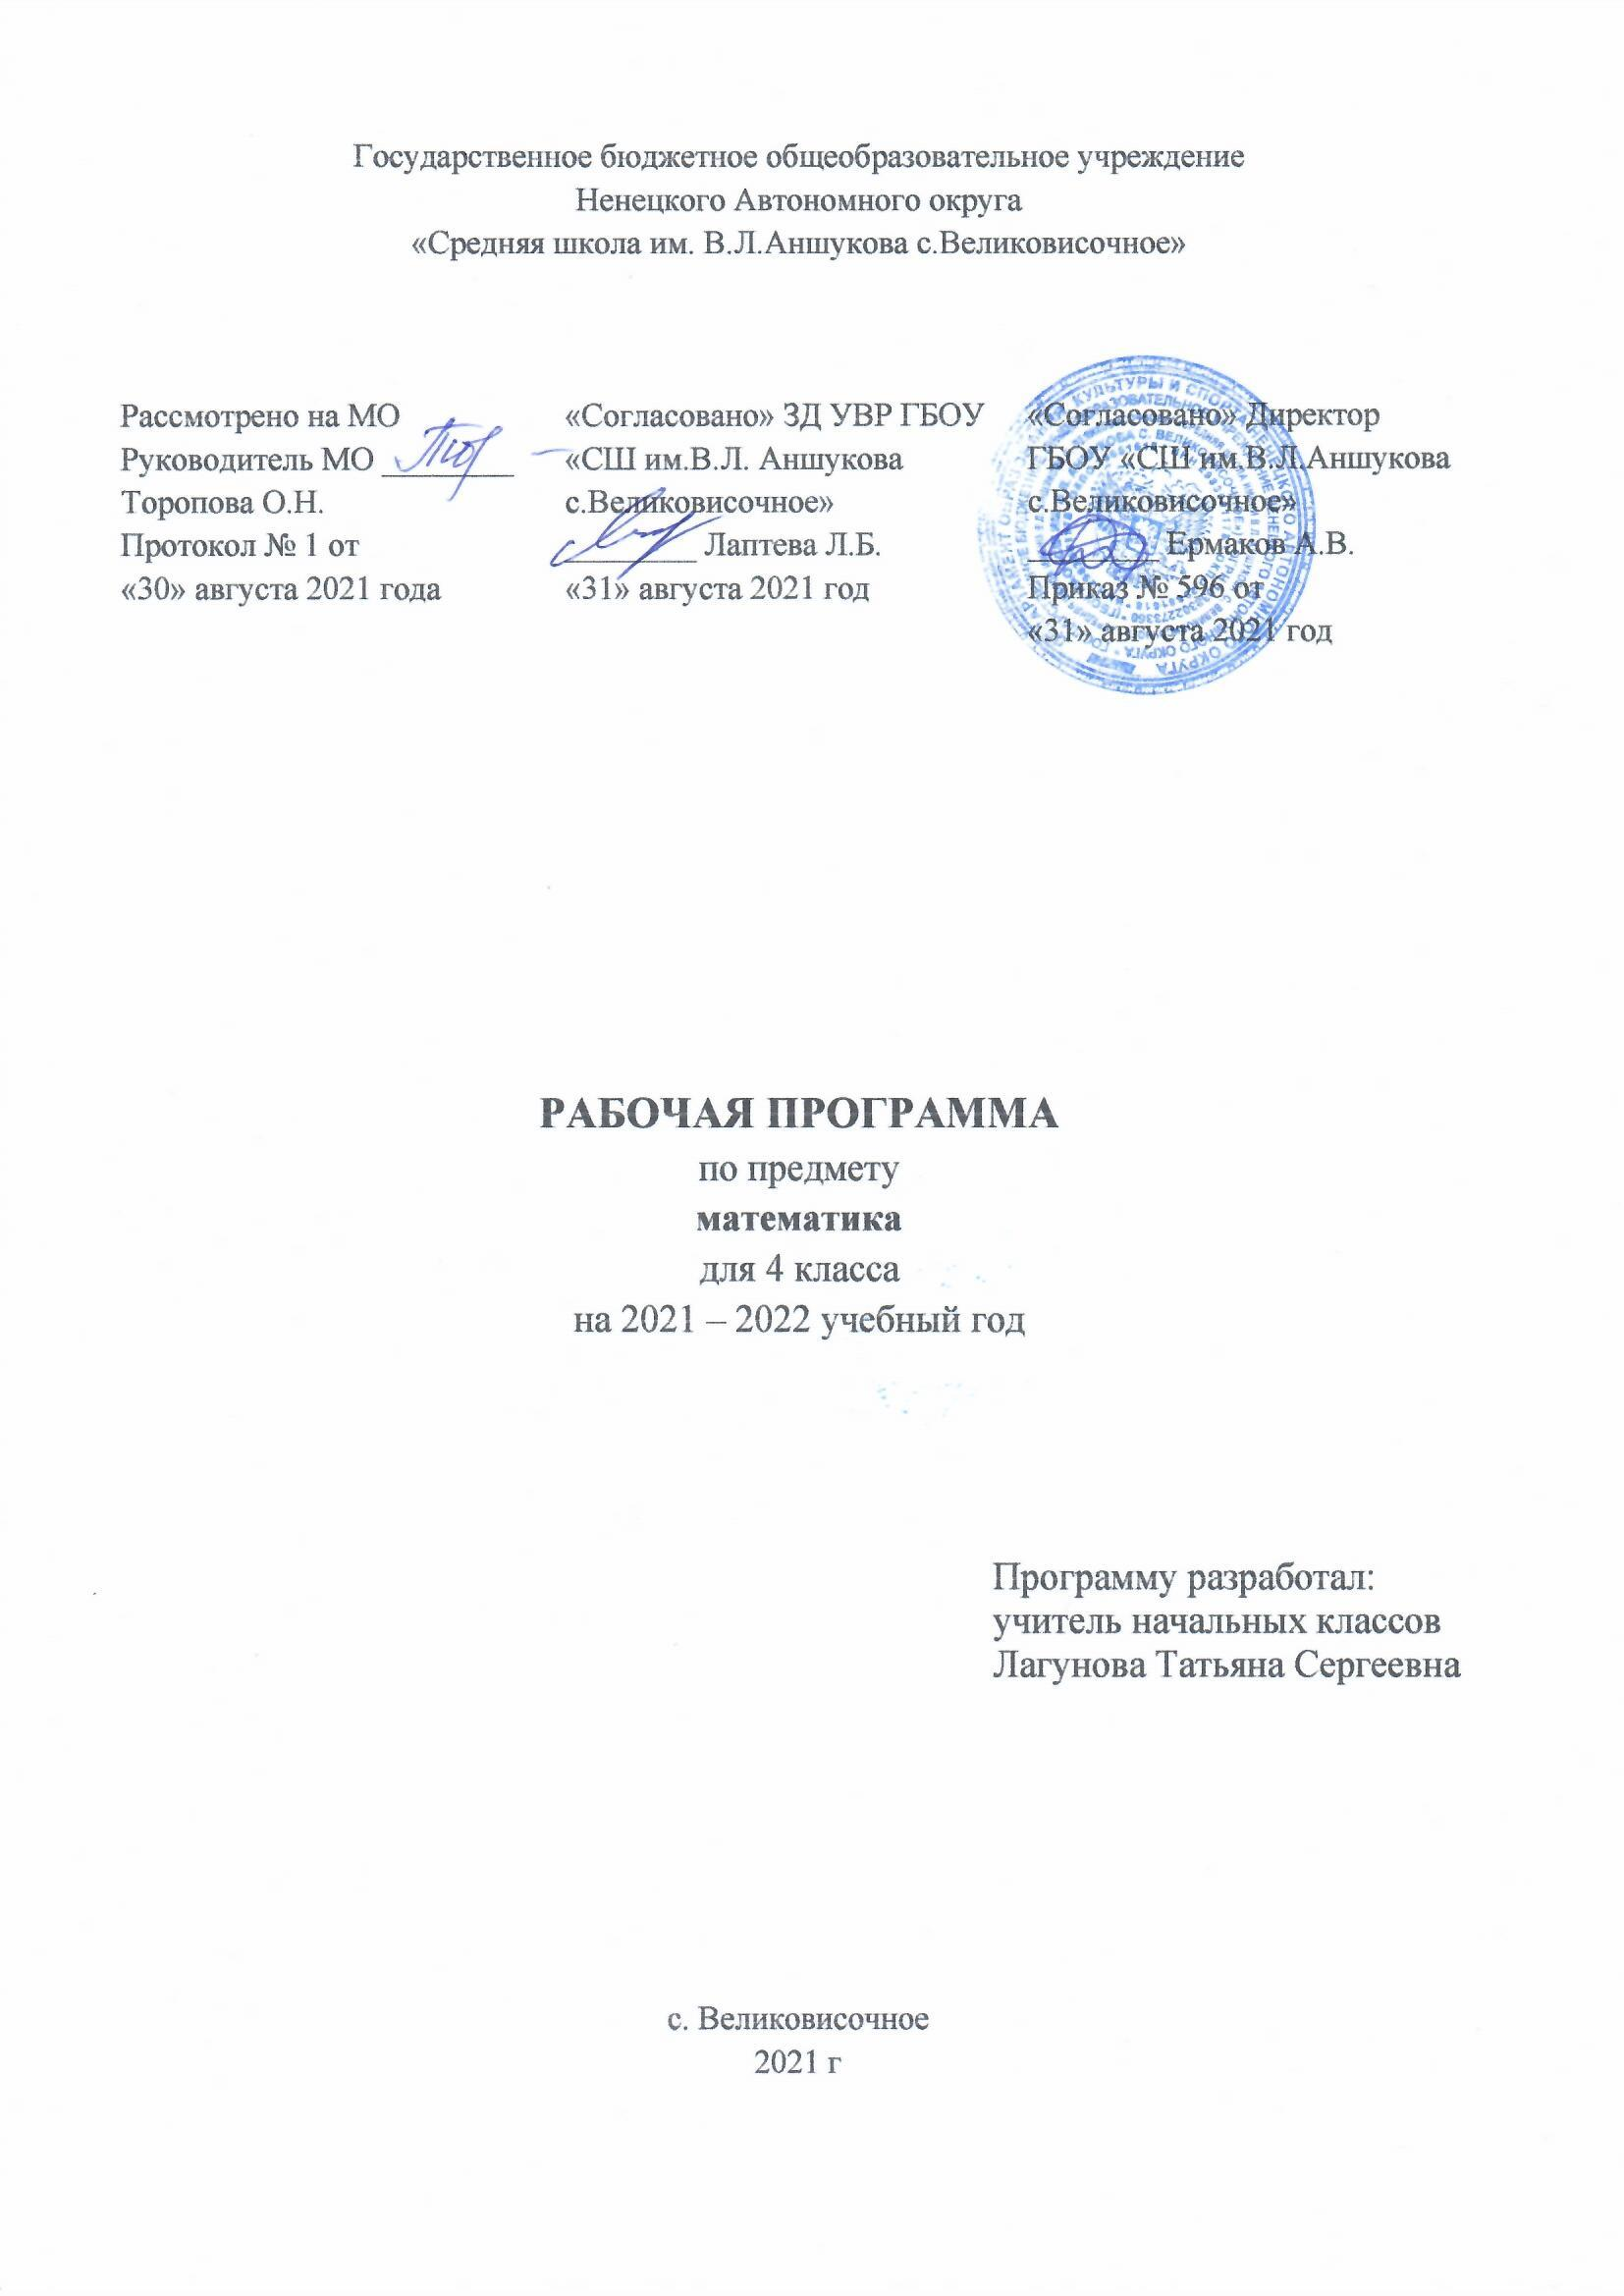 Государственное бюджетное общеобразовательное учреждение
Ненецкого Автономного округа
«Средняя школа им. В.Л.Аншукова с.Великовисочное»
Рассмотрено на МО
Руководитель МО ________
Торопова О.Н.
Протокол № 1 от
«30» августа 2021 года
«Согласовано» ЗД УВР ГБОУ
«СШ им.В.Л. Аншукова
с.Великовисочное»
________ Лаптева Л.Б.
«31» августа 2021 год
«Согласовано» Директор
ГБОУ «СШ им.В.Л.Аншукова
с.Великовисочное»
________ Ермаков А.В.
Приказ № 596 от
«31» августа 2021 год
РАБОЧАЯ ПРОГРАММА
по предмету
математика
для 4 класса
на 2021 – 2022 учебный год
Программу разработал:
учитель начальных классов
Лагунова Татьяна Сергеевна
с. Великовисочное
2021 г